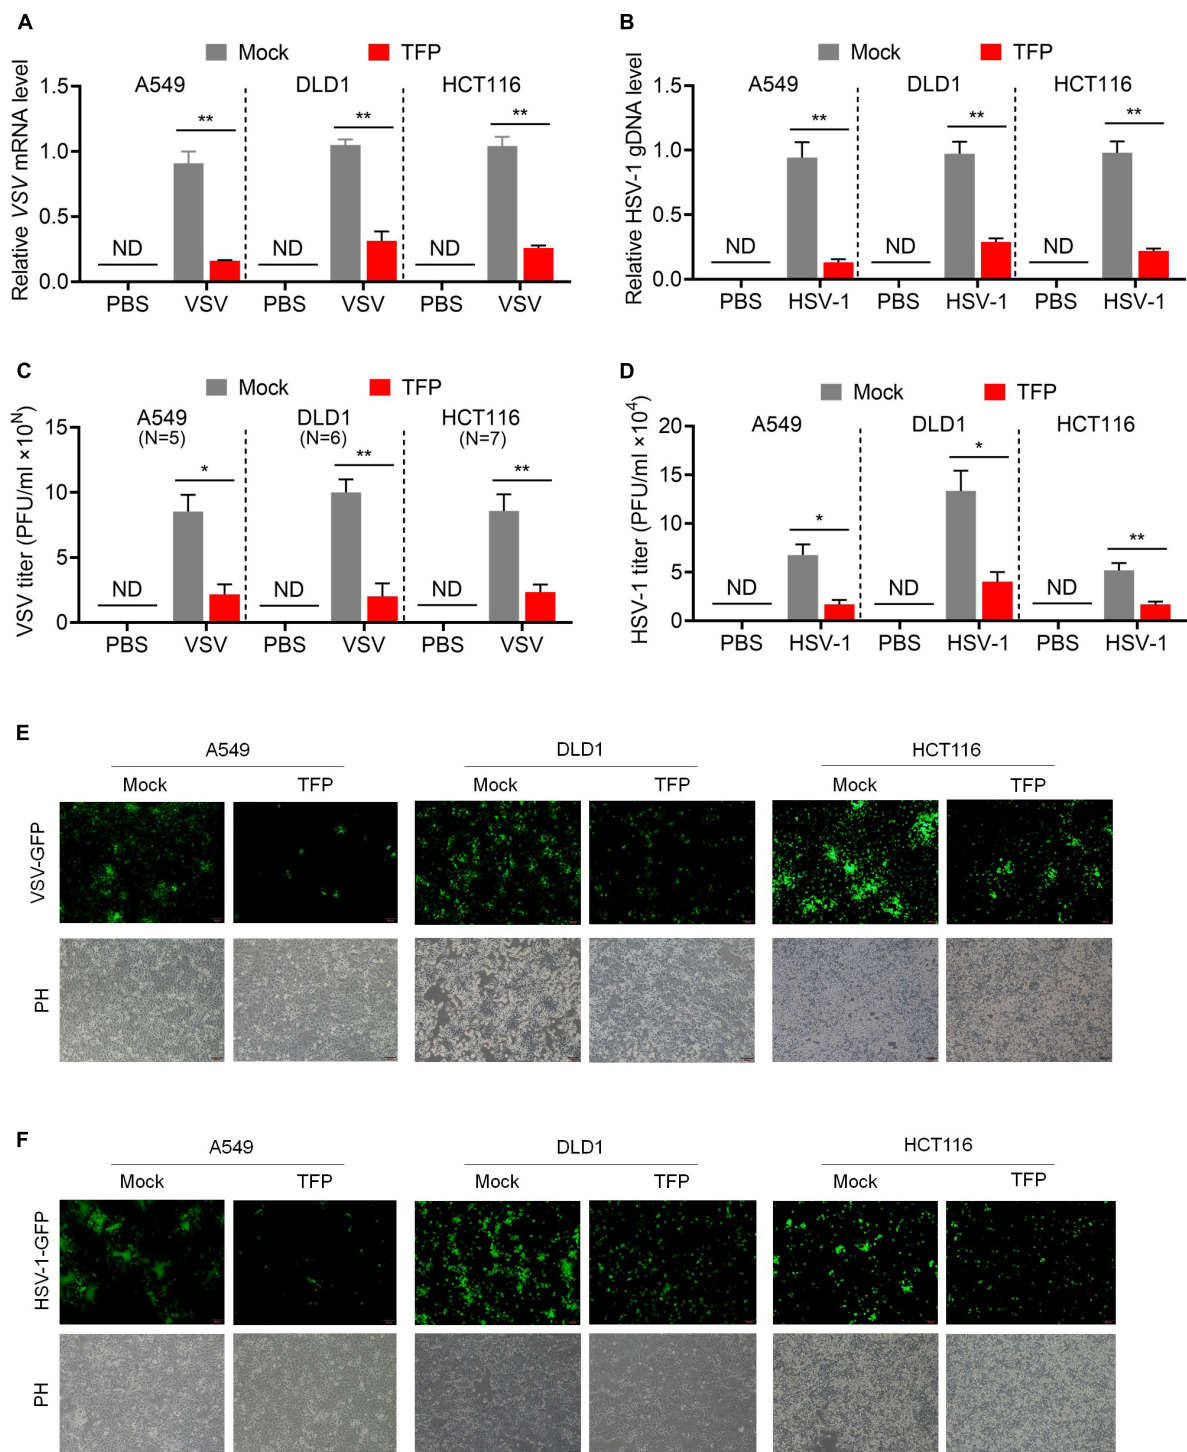 A
Mock TFP
A549 DLD1 HCT116
Relative VSV mRNA level
1.5
1.0
0.5
0.0
** ** **
ND ND ND
PBS VSV PBS VSV PBS VSV
B
Mock TFP
A549 DLD1 HCT116
Relative HSV-1 gDNA level
1.5
1.0
0.5
0.0
** ** **
ND ND ND
PBS HSV-1 PBS HSV-1 PBS HSV-1
C
Mock TFP
A549 DLD1 HCT116
(N=5) (N=6) (N=7)
VSV titer (PFU/ml ×10^N)
15
10
5
0
* ** **
ND ND ND
PBS VSV PBS VSV PBS VSV
D
Mock TFP
A549 DLD1 HCT116
HSV-1 titer (PFU/ml ×10^4)
20
15
10
5
0
* * **
ND ND ND
PBS HSV-1 PBS HSV-1 PBS HSV-1
E
A549 DLD1 HCT116
Mock TFP Mock TFP Mock TFP
VSV-GFP
PH
F
A549 DLD1 HCT116
Mock TFP Mock TFP Mock TFP
HSV-1-GFP
PH